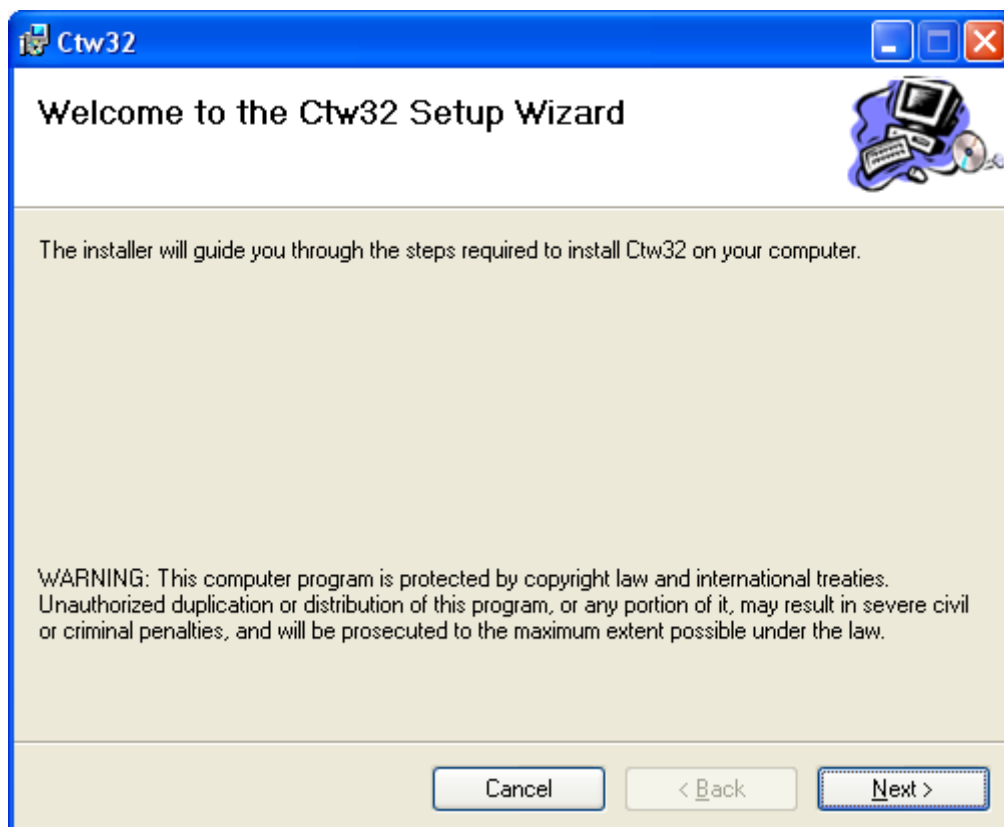 Ctw32
Welcome to the Ctw32 Setup Wizard
The installer will guide you through the steps required to install Ctw32 on your computer.
WARNING: This computer program is protected by copyright law and international treaties.
Unauthorized duplication or distribution of this program, or any portion of it, may result in severe civil
or criminal penalties, and will be prosecuted to the maximum extent possible under the law.
Cancel
< Back
Next >